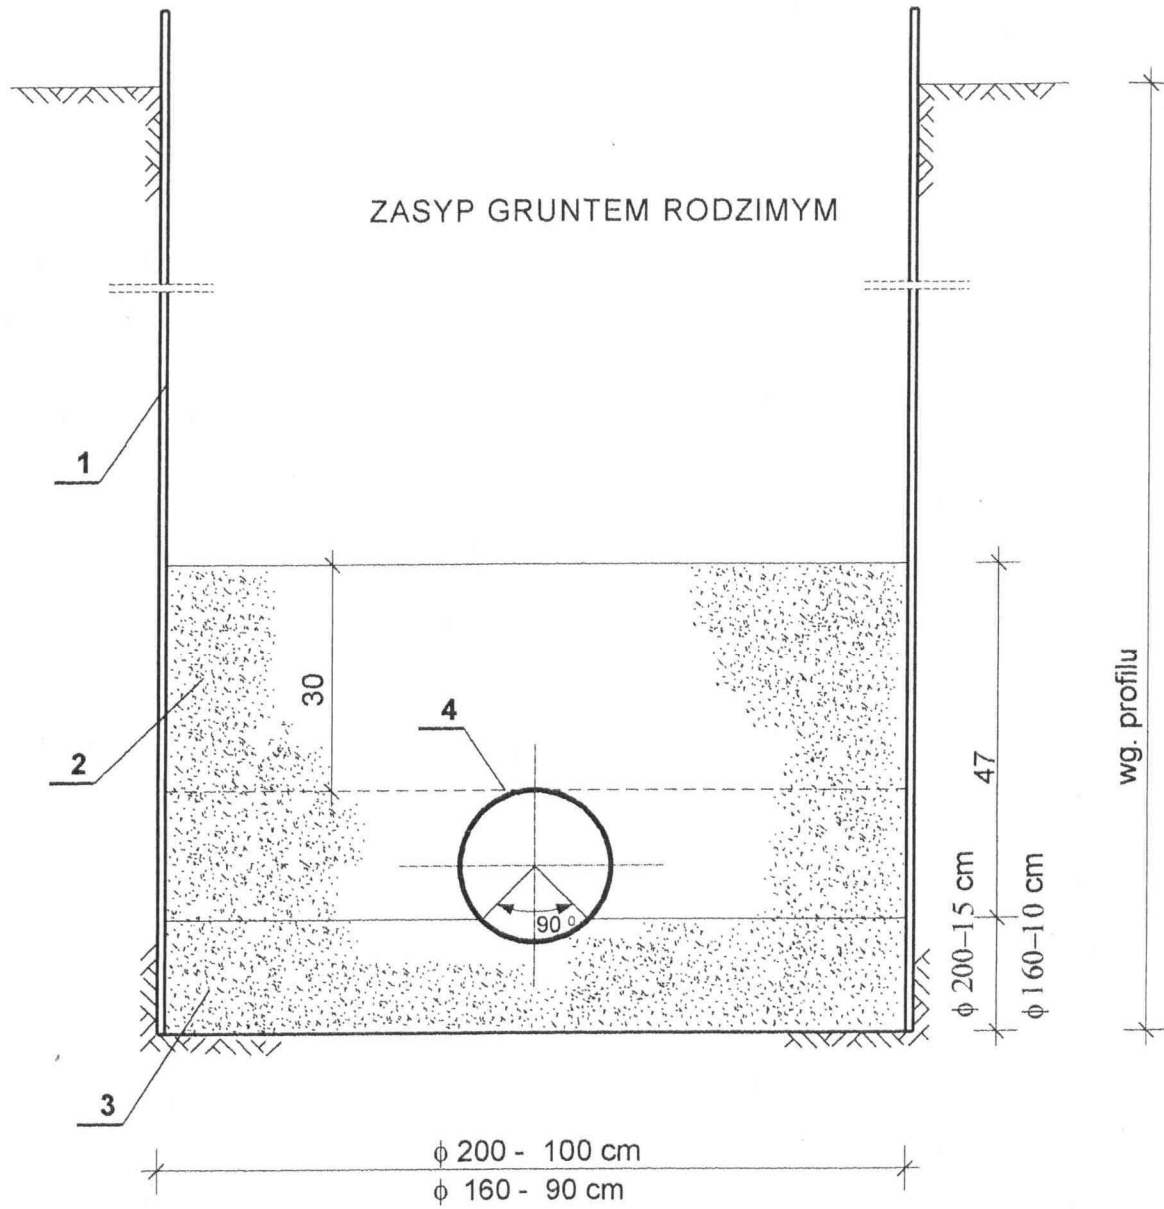 ZASYP GRUNTEM RODZIMYM
1
30
4
2
47
wg. profilu
90 º
ϕ 200–15 cm
ϕ 160–10 cm
3
ϕ 200 - 100 cm
ϕ 160 - 90 cm